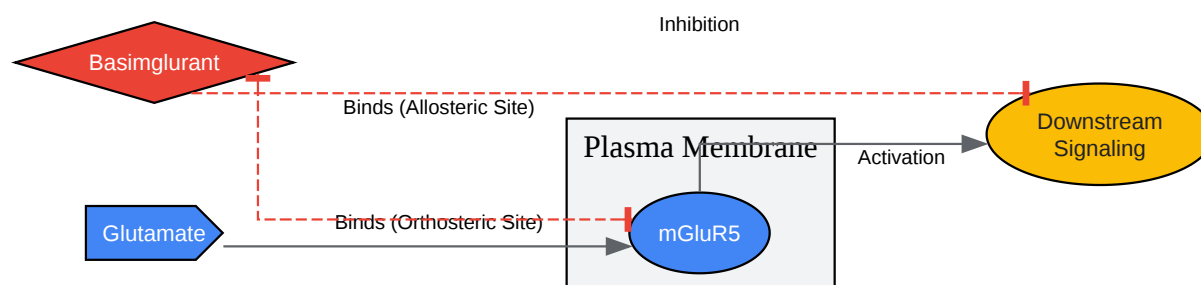 Inhibition
Basimglurant
Binds (Allosteric Site)
Downstream
Signaling
Plasma Membrane
Activation
Binds (Orthosteric Site)
Glutamate
mGluR5